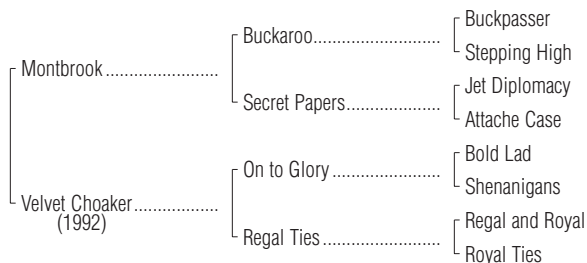 Buckpasser
Buckaroo........................................
Stepping High
Montbrook....................................
Jet Diplomacy
Secret Papers..............................
Attache Case
Bold Lad
On to Glory..................................
Shenanigans
Velvet Choaker...........................
(1992)
Regal and Royal
Regal Ties....................................
Royal Ties